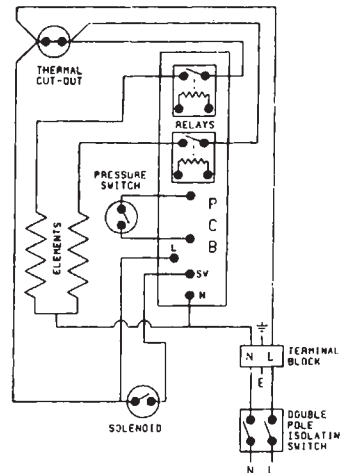 THERMAL
CUT-OUT
RELAYS
PRESSURE
SWITCH
P
C
B
ELEMENTS
L
SV
N
N L
TERMINAL
BLOCK
E
DOUBLE
POLE
ISOLATIN
SWITCH
SOLENOID
N L